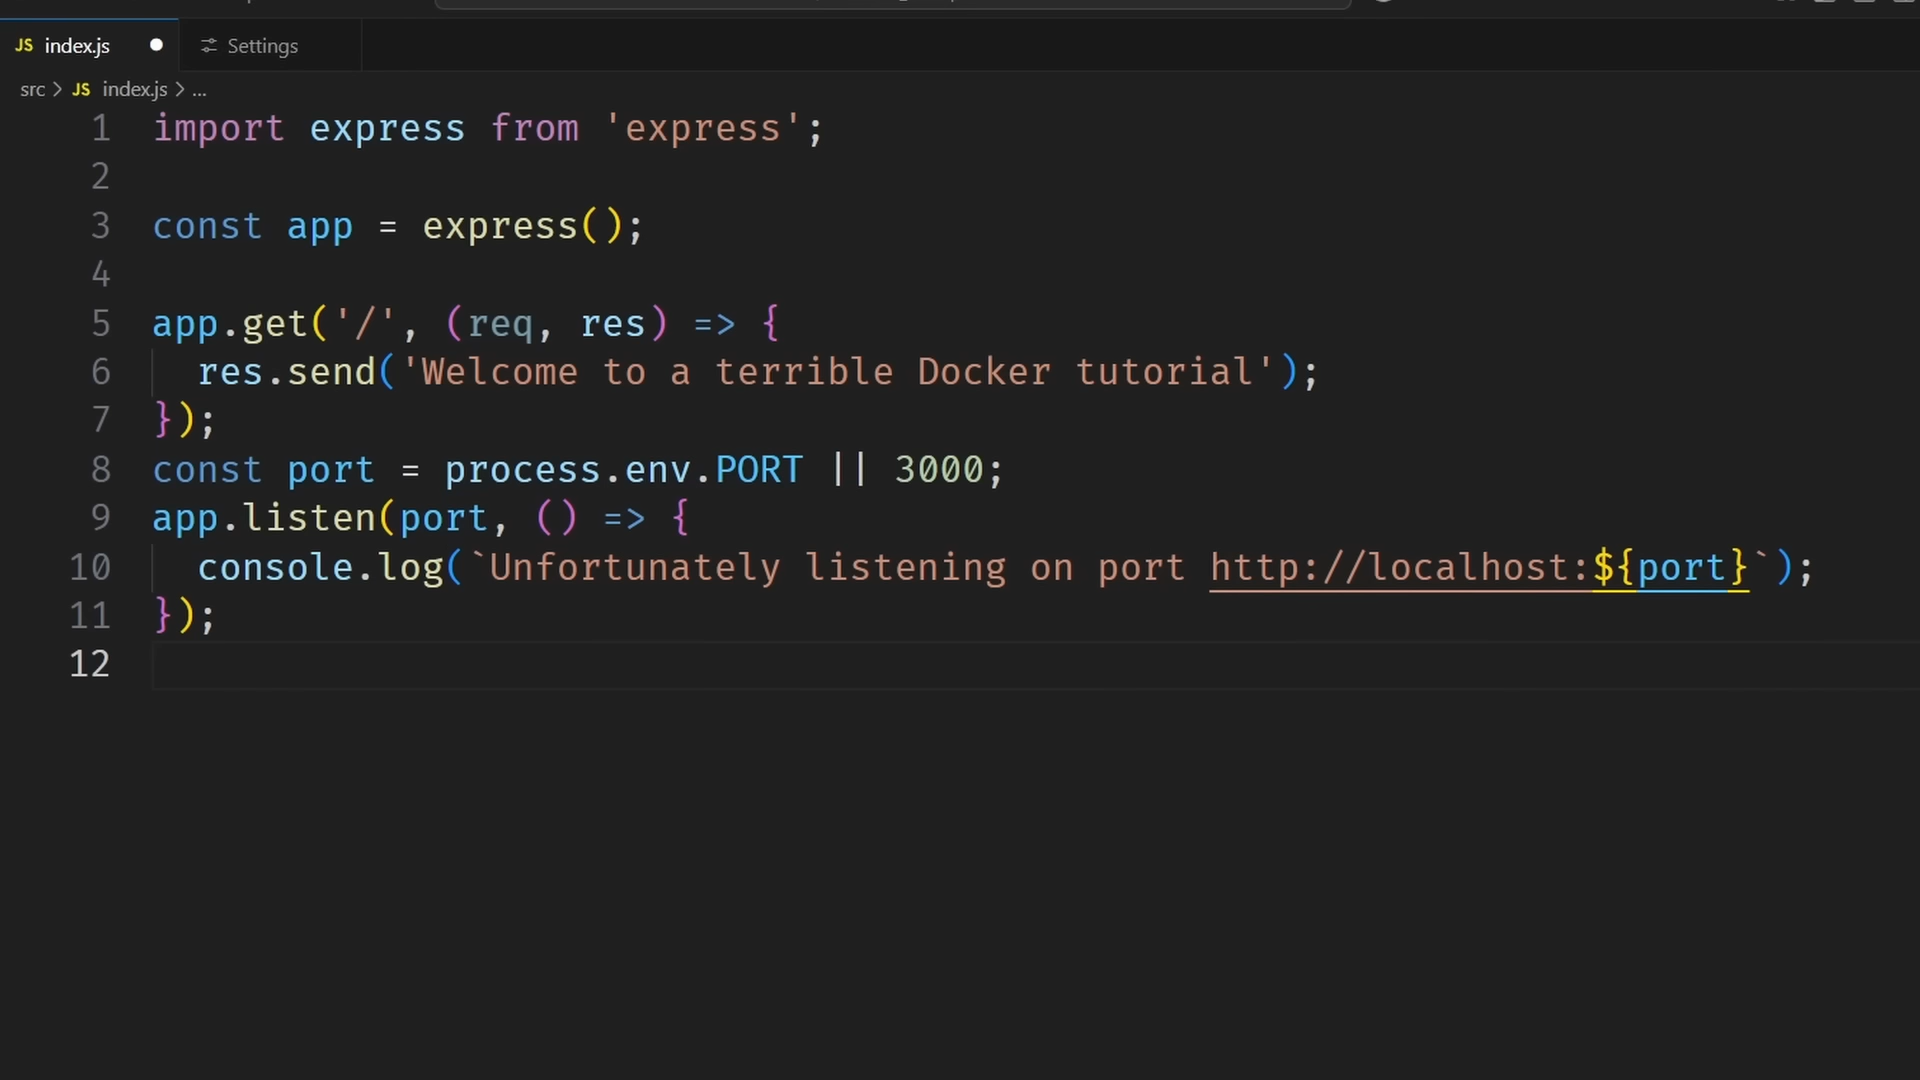 JS index.js Settings
src > JS index.js > ...
1 import express from 'express';
2
3 const app = express();
4
5 app.get('/', (req, res) => {
6 res.send('Welcome to a terrible Docker tutorial');
7 });
8 const port = process.env.PORT || 3000;
9 app.listen(port, () => {
10 console.log(`Unfortunately listening on port http://localhost:${port}`);
11 });
12